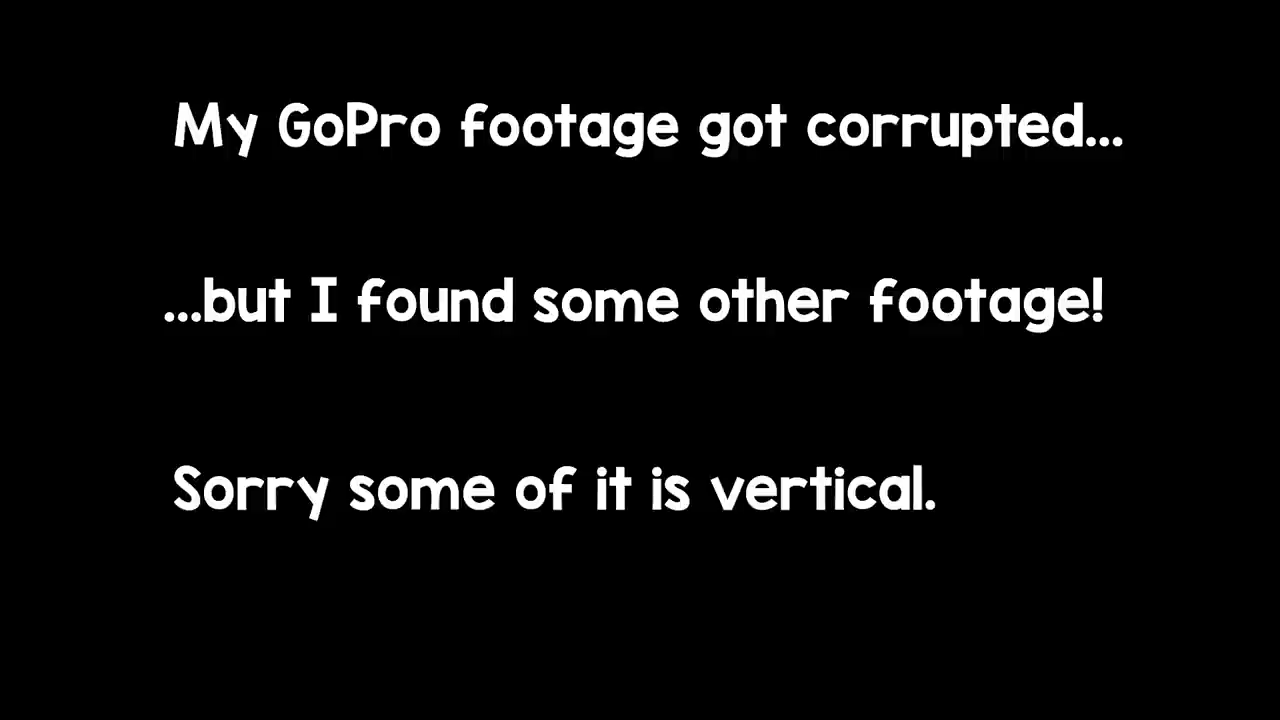 My GoPro footage got corrupted...
...but I found some other footage!
Sorry some of it is vertical.